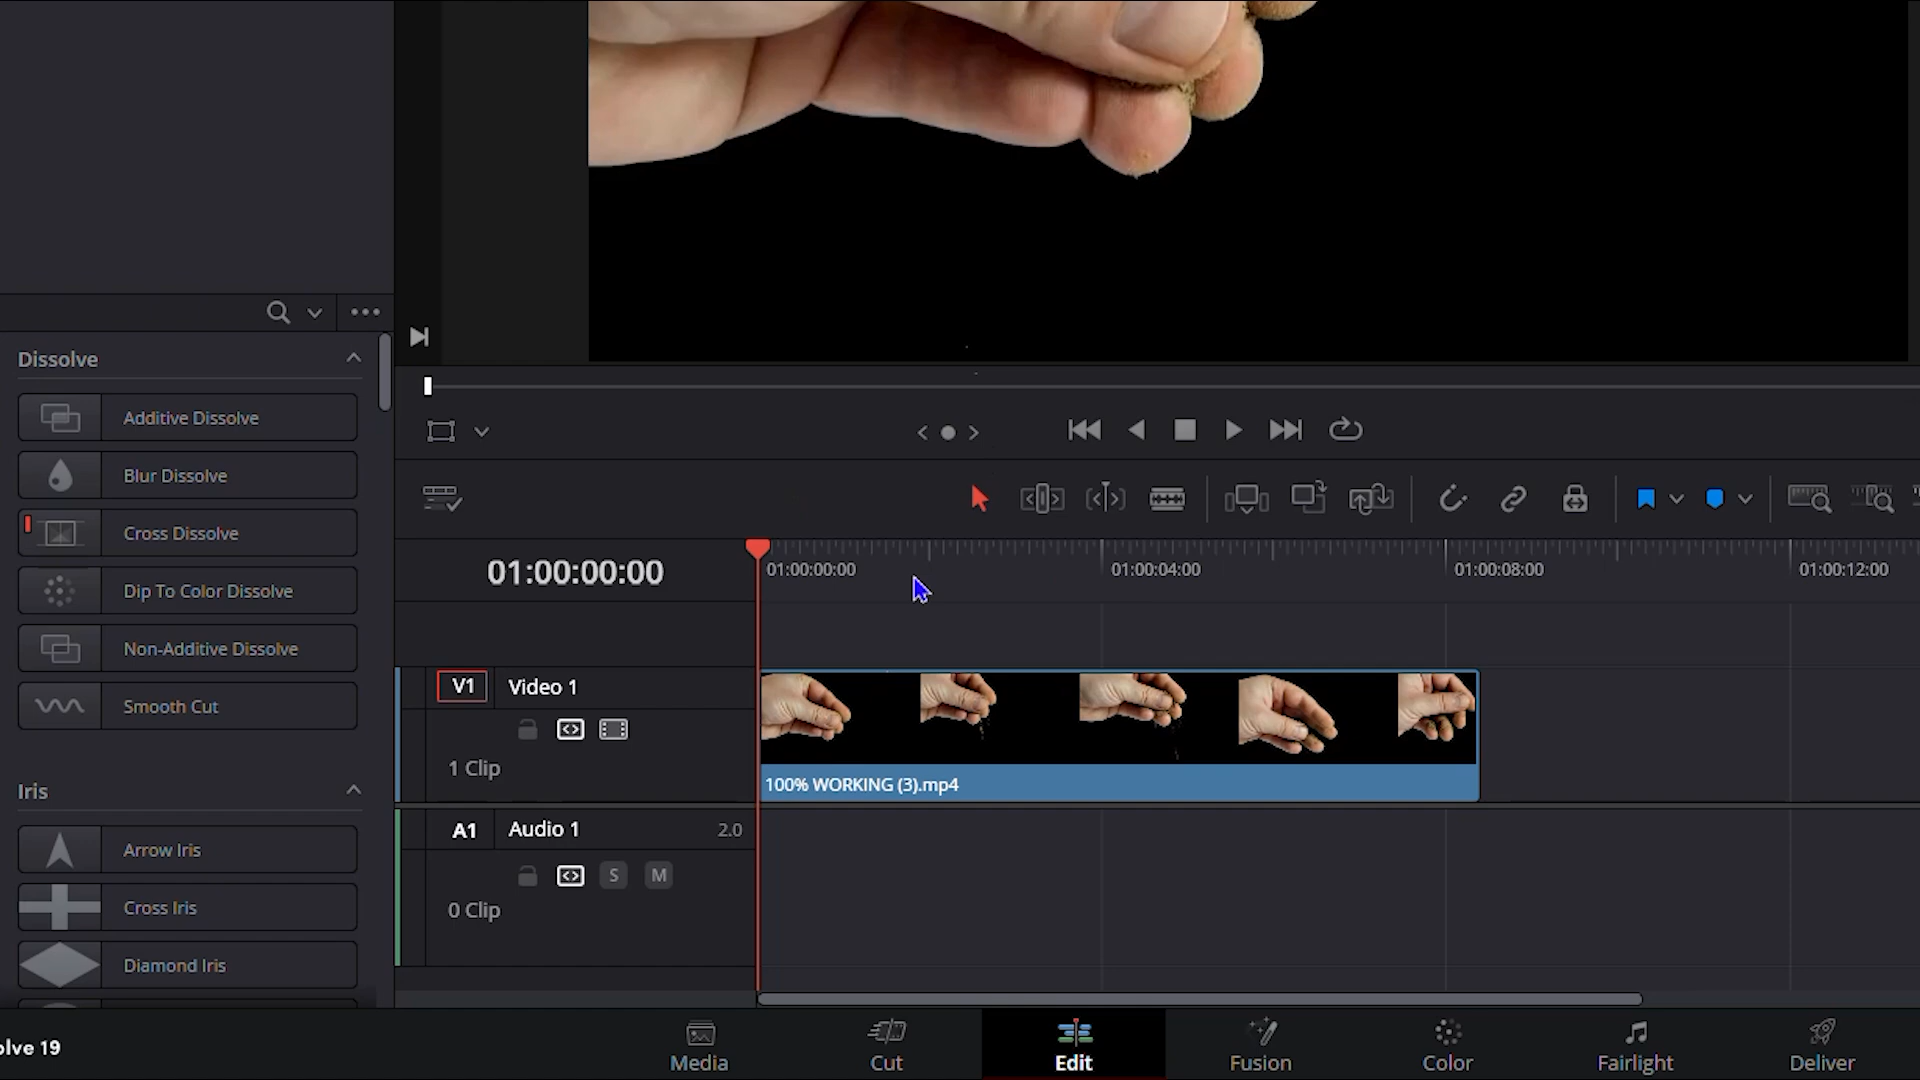 Dissolve
Additive Dissolve
Blur Dissolve
Cross Dissolve
Dip To Color Dissolve
Non-Additive Dissolve
Smooth Cut
Iris
Arrow Iris
Cross Iris
Diamond Iris
01:00:00:00
01:00:00:00
01:00:04:00
01:00:08:00
01:00:12:00
V1 Video 1
1 Clip
100% WORKING (3).mp4
A1 Audio 1 2.0
S M
0 Clip
olve 19
Media
Cut
Edit
Fusion
Color
Fairlight
Deliver